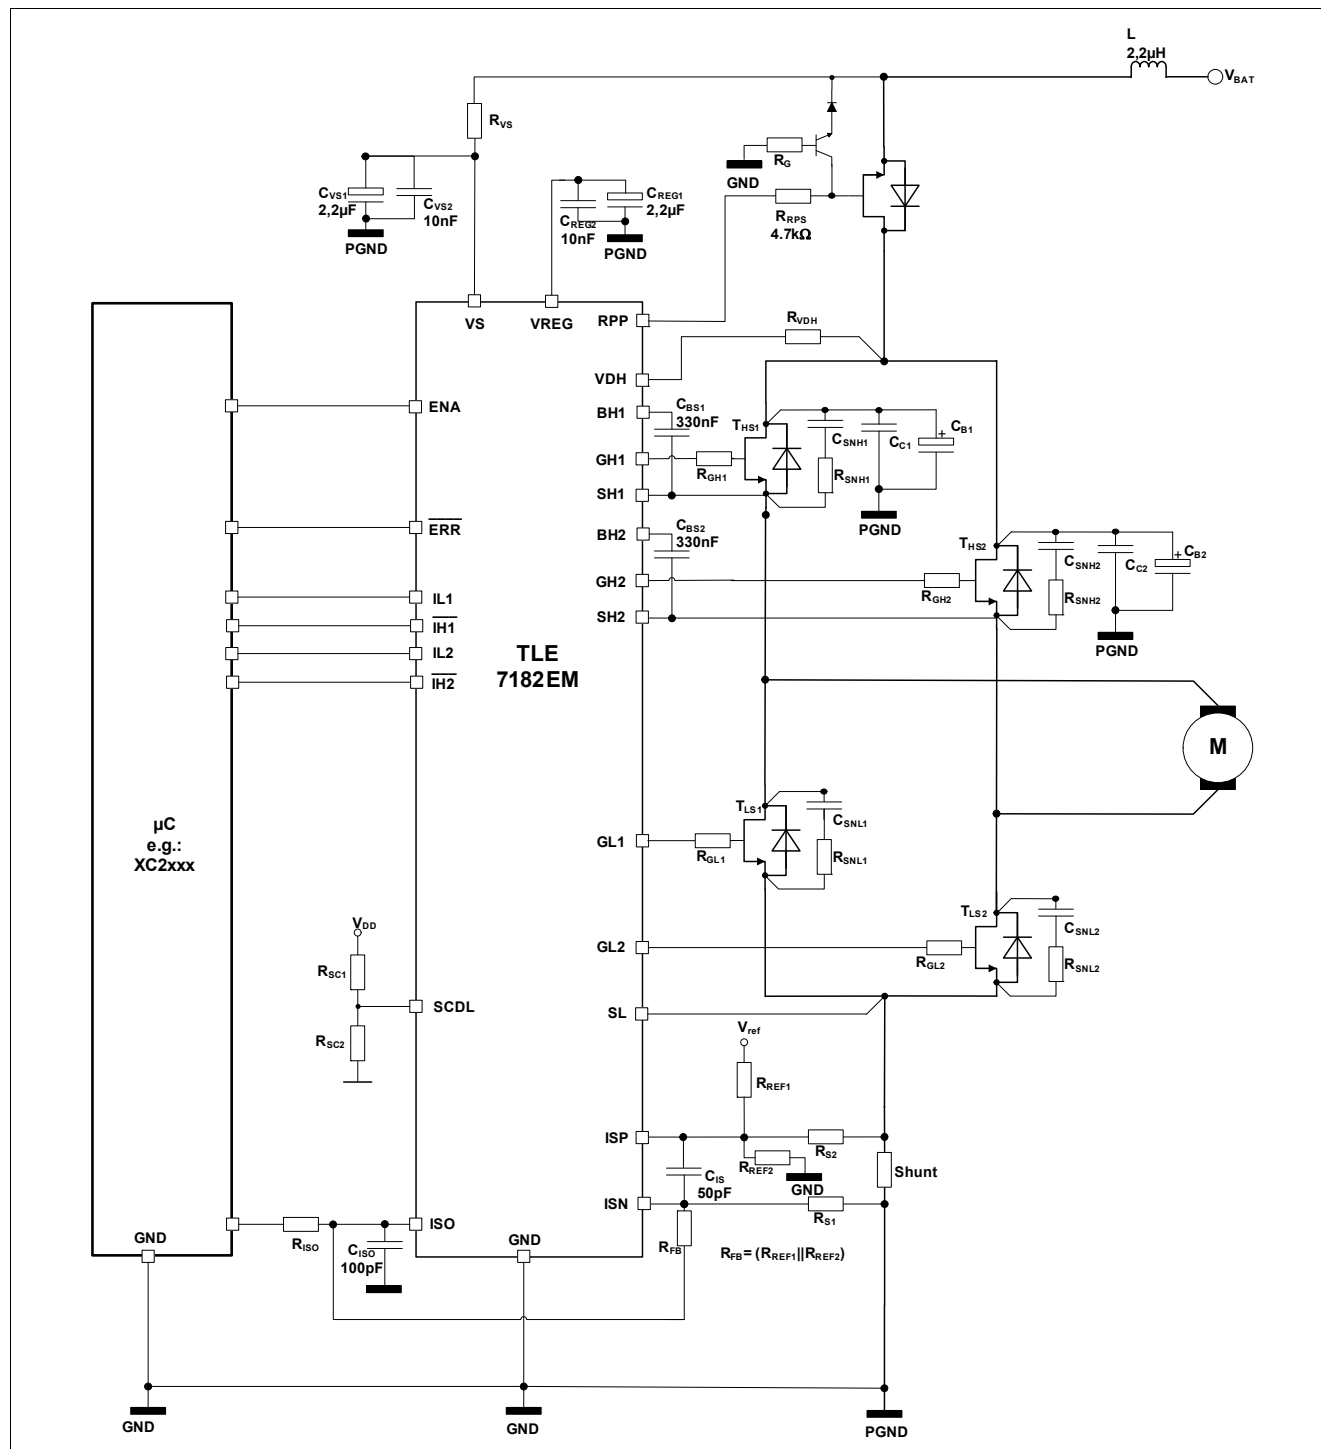 L
2,2µH
V_BAT
R_VS
C_VS1
2,2µF
C_VS2
10nF
PGND
C_REG2
10nF
C_REG1
2,2µF
PGND
R_G
GND
R_RPS
4.7kΩ
VS
VREG
RPP
R_VDH
VDH
BH1
C_BS1
330nF
GH1
R_GH1
SH1
T_HS1
C_SNH1
R_SNH1
C_C1
+
C_B1
PGND
ENA
ERR
BH2
C_BS2
330nF
GH2
R_GH2
SH2
T_HS2
C_SNH2
R_SNH2
C_C2
+
C_B2
PGND
IL1
IH1
IL2
IH2
TLE
7182EM
M
µC
e.g.:
XC2xxx
GL1
R_GL1
T_LS1
C_SNL1
R_SNL1
GL2
R_GL2
T_LS2
C_SNL2
R_SNL2
V_DD
R_SC1
SCDL
R_SC2
SL
V_ref
R_REF1
ISP
R_S2
R_REF2
GND
Shunt
C_IS
50pF
ISN
R_S1
R_FB
R_FB= (R_REF1||R_REF2)
ISO
R_ISO
C_ISO
100pF
GND
GND
GND
GND
PGND